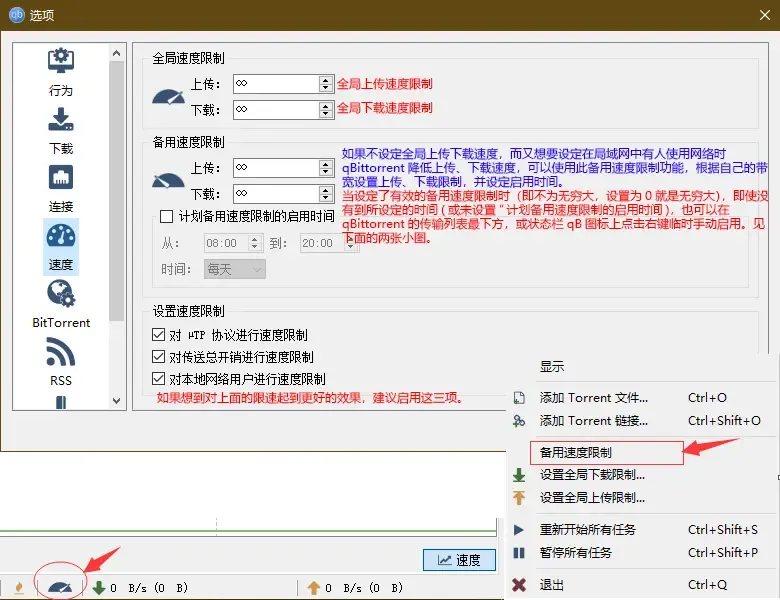 选项
行为
下载
连接
速度
BitTorrent
RSS
全局速度限制
上传： ∞ 全局上传速度限制
下载： ∞ 全局下载速度限制
备用速度限制
上传： ∞
下载： ∞
如果不设定全局上传下载速度，而又想要设定在局域网中有人使用网络时
qBittorrent 降低上传、下载速度，可以使用此备用速度限制功能，根据自己的带
宽设置上传、下载限制，并设定启用时间。
当设定了有效的备用速度限制时（即不为无穷大，设置为 0 就是无穷大），即使没
有到所设定的时间（或未设置 " 计划备用速度限制的启用时间），也可以在
qBittorrent 的传输列表最下方，或状态栏 qB 图标上点击右键临时手动启用。见
下面的两张小图。
计划备用速度限制的启用时间
从： 08:00 到： 20:00
时间： 每天
设置速度限制
对 μTP 协议进行速度限制
对传送总开销进行速度限制
对本地网络用户进行速度限制
如果想到对上面的限速起到更好的效果，建议启用这三项。
显示
添加 Torrent 文件... Ctrl+O
添加 Torrent 链接... Ctrl+Shift+O
备用速度限制
设置全局下载限制...
设置全局上传限制...
重新开始所有任务 Ctrl+Shift+S
暂停所有任务 Ctrl+Shift+P
退出 Ctrl+Q
速度
0 B/s (0 B) 0 B/s (0 B)